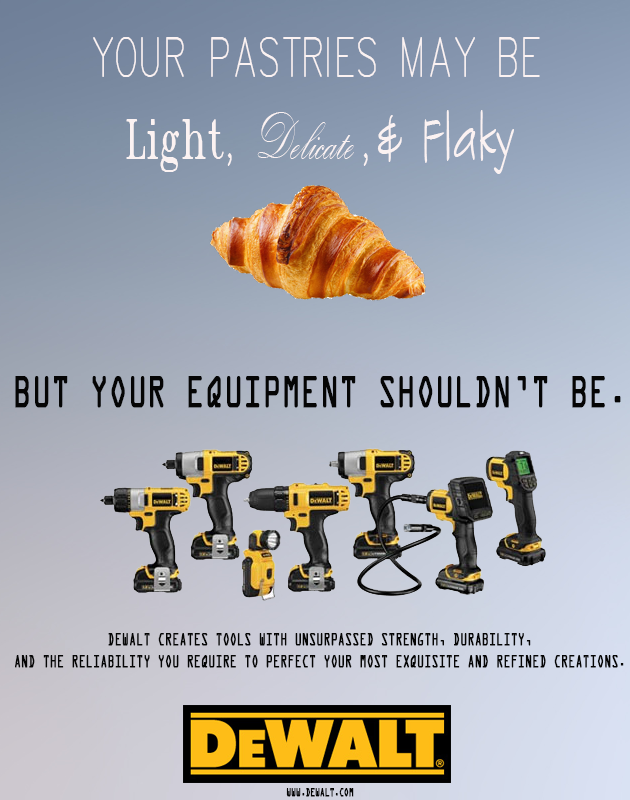 YOUR PASTRIES MAY BE
Light, Delicate, & Flaky
BUT YOUR EQUIPMENT SHOULDN'T BE.
DEWALT CREATES TOOLS WITH UNSURPASSED STRENGTH, DURABILITY,
AND THE RELIABILITY YOU REQUIRE TO PERFECT YOUR MOST EXQUISITE AND REFINED CREATIONS.
DEWALT®
WWW.DEWALT.COM